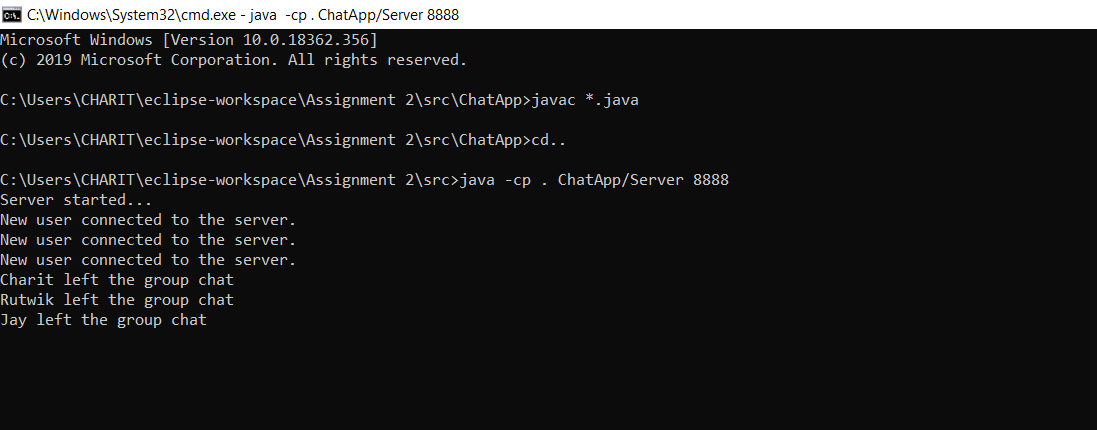 C:\Windows\System32\cmd.exe - java  -cp . ChatApp/Server 8888
Microsoft Windows [Version 10.0.18362.356]
(c) 2019 Microsoft Corporation. All rights reserved.
C:\Users\CHARIT\eclipse-workspace\Assignment 2\src\ChatApp>javac *.java
C:\Users\CHARIT\eclipse-workspace\Assignment 2\src\ChatApp>cd..
C:\Users\CHARIT\eclipse-workspace\Assignment 2\src>java -cp . ChatApp/Server 8888
Server started...
New user connected to the server.
New user connected to the server.
New user connected to the server.
Charit left the group chat
Rutwik left the group chat
Jay left the group chat